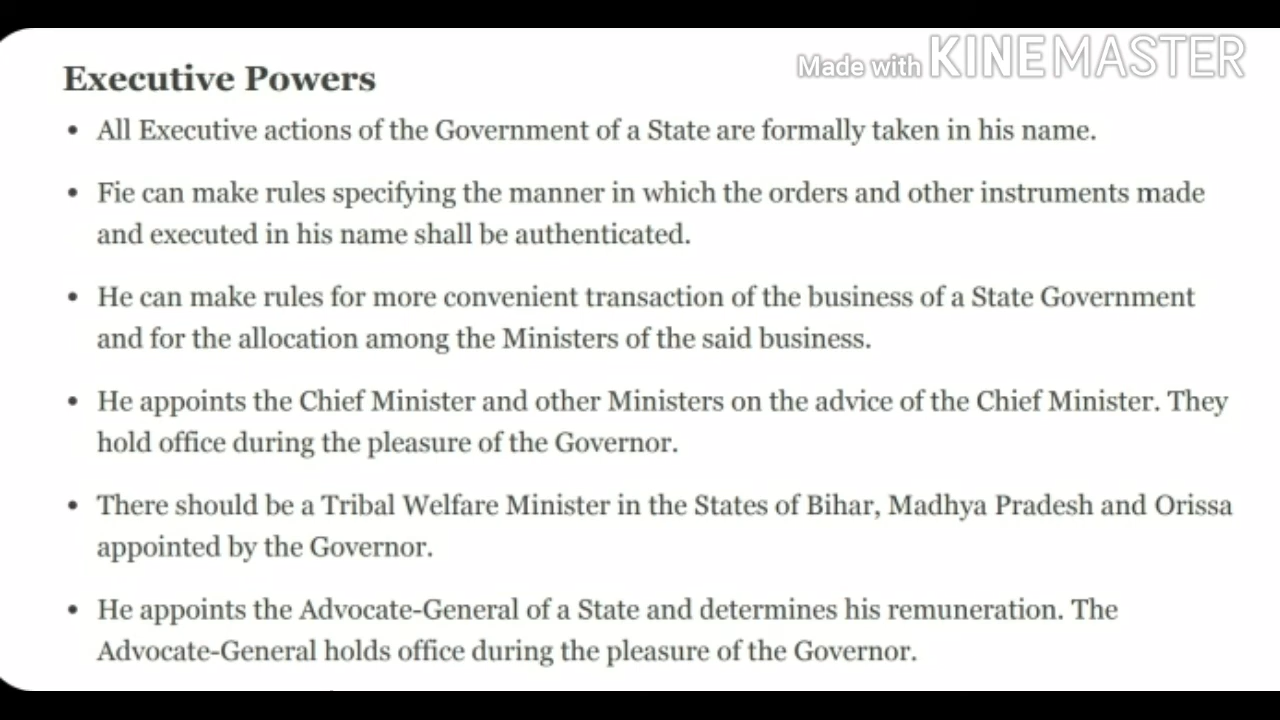 Made with KINEMASTER
Executive Powers
• All Executive actions of the Government of a State are formally taken in his name.
• Fie can make rules specifying the manner in which the orders and other instruments made
and executed in his name shall be authenticated.
• He can make rules for more convenient transaction of the business of a State Government
and for the allocation among the Ministers of the said business.
• He appoints the Chief Minister and other Ministers on the advice of the Chief Minister. They
hold office during the pleasure of the Governor.
• There should be a Tribal Welfare Minister in the States of Bihar, Madhya Pradesh and Orissa
appointed by the Governor.
• He appoints the Advocate-General of a State and determines his remuneration. The
Advocate-General holds office during the pleasure of the Governor.